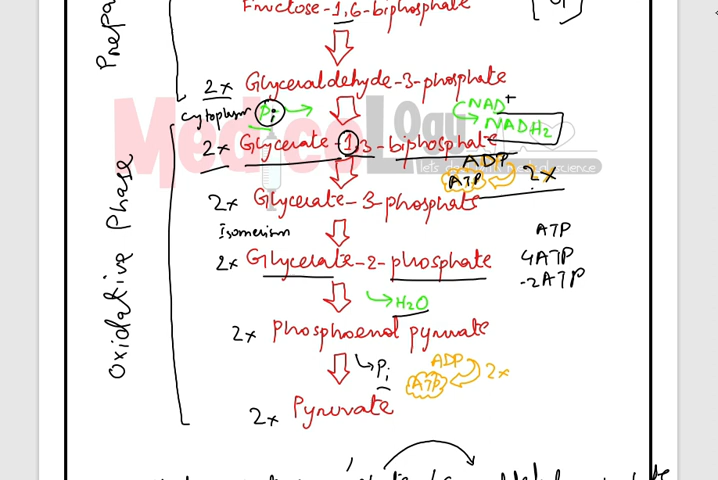 Fructose-1,6-biphosphate
Prepa
Pi
2x Glyceraldehyde-3-phosphate
cytoplasm Pi NAD+
NADH2
MedicoLogy
2x Glycerate-1,3-biphosphate
ADP
ATP 2x
2x Glycerate-3-phosphate
Isomerism
ATP
2x Glycerate-2-phosphate
4ATP
-2ATP
H2O
2x Phosphoenol pyruvate
Pi ADP
ATP 2x
2x Pyruvate
Oxidative Phase